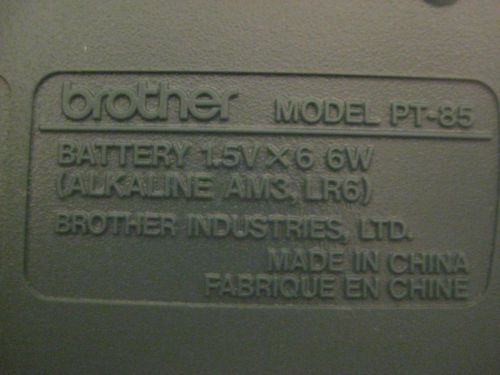 brother MODEL PT-85
BATTERY 1.5V×6 6W
(ALKALINE AM3, LR6)
BROTHER INDUSTRIES, LTD.
MADE IN CHINA
FABRIQUE EN CHINE